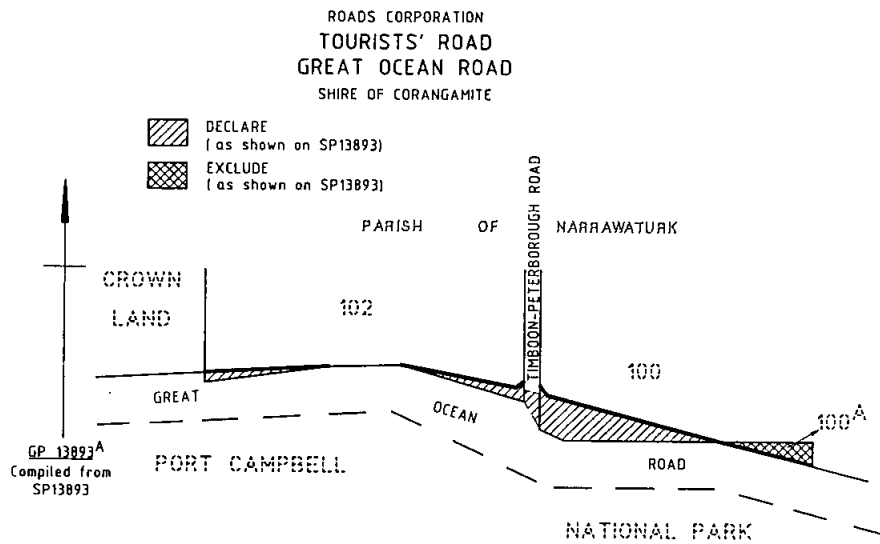 ROADS CORPORATION
TOURISTS' ROAD
GREAT OCEAN ROAD
SHIRE OF CORANGAMITE
DECLARE
(as shown on SP13893)
EXCLUDE
(as shown on SP13893)
PARISH OF NARRAWATURK
TIMBOON-PETERBOROUGH ROAD
CROWN
LAND
102
100
100A
GREAT
OCEAN
ROAD
GP 13893A
Compiled from
SP13893
PORT CAMPBELL
NATIONAL PARK